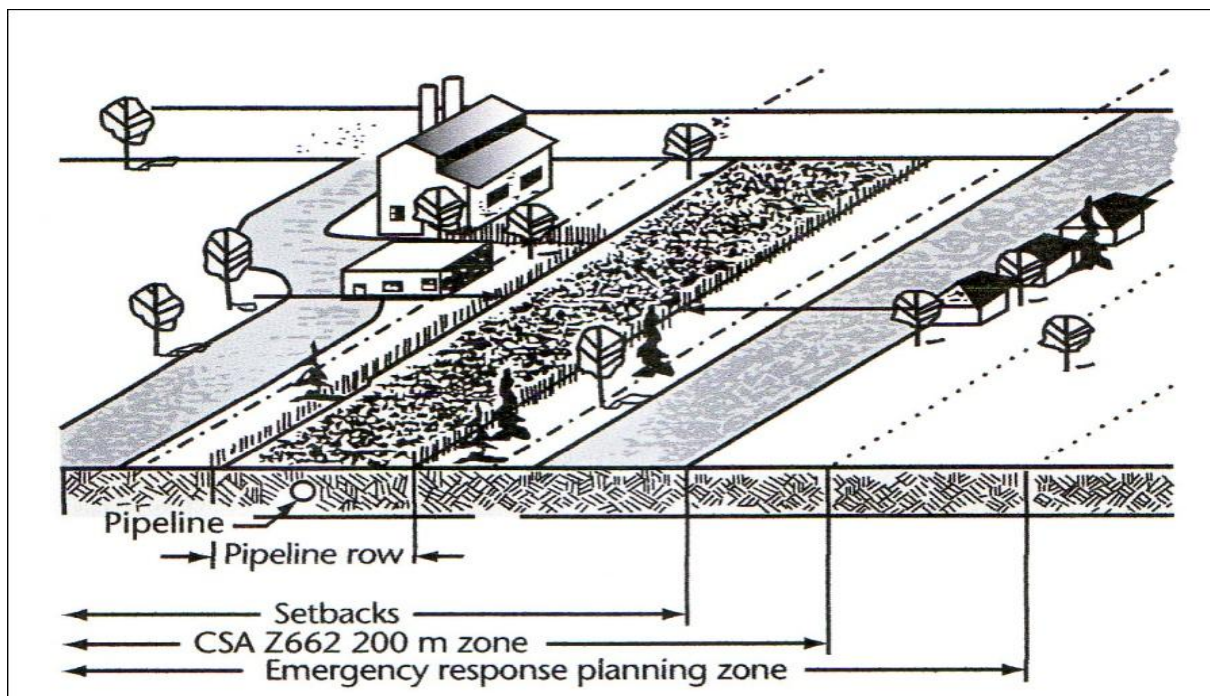 Pipeline
Pipeline row
Setbacks
CSA Z662 200 m zone
Emergency response planning zone